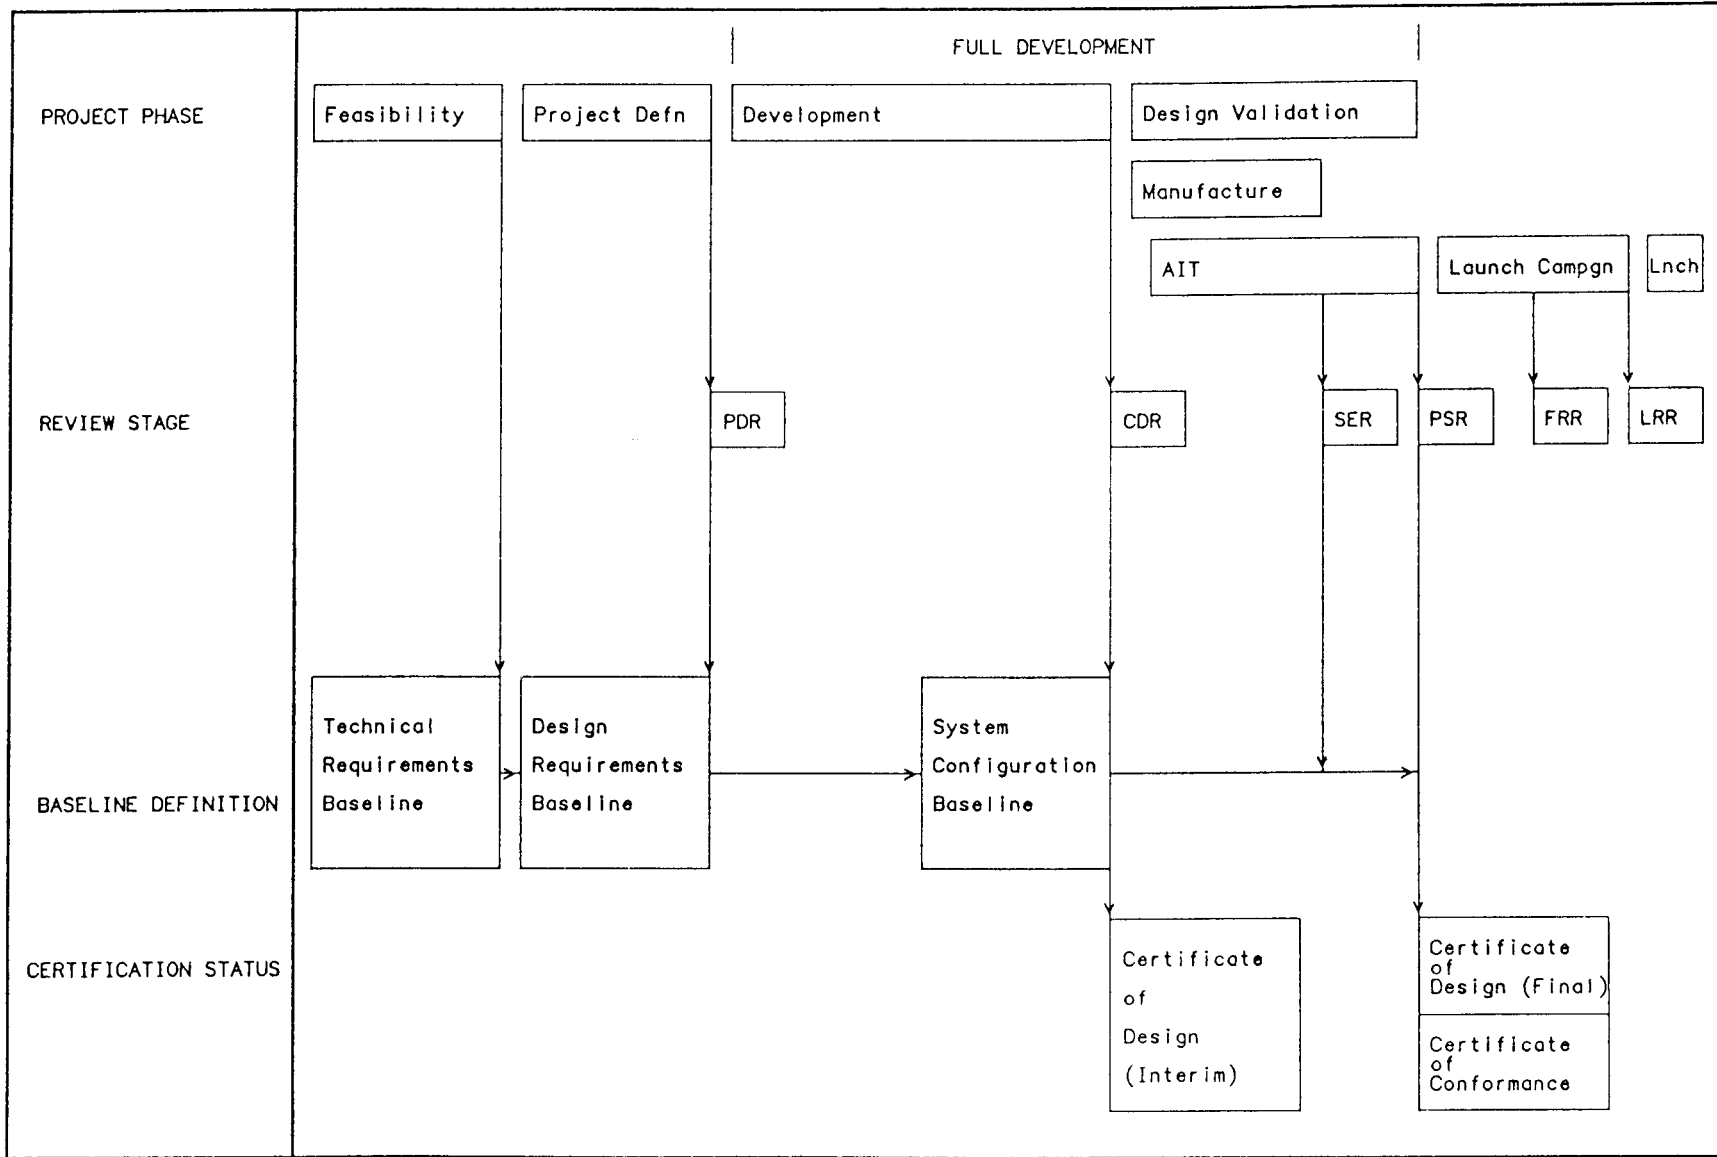 FULL DEVELOPMENT
PROJECT PHASE
Feasibility
Project Defn
Development
Design Validation
Manufacture
AIT
Launch Campgn
Lnch
REVIEW STAGE
PDR
CDR
SER
PSR
FRR
LRR
BASELINE DEFINITION
Technical
Requirements
Baseline
Design
Requirements
Baseline
System
Configuration
Baseline
CERTIFICATION STATUS
Certificate
of
Design
(Interim)
Certificate
of
Design (Final)
Certificate
of
Conformance